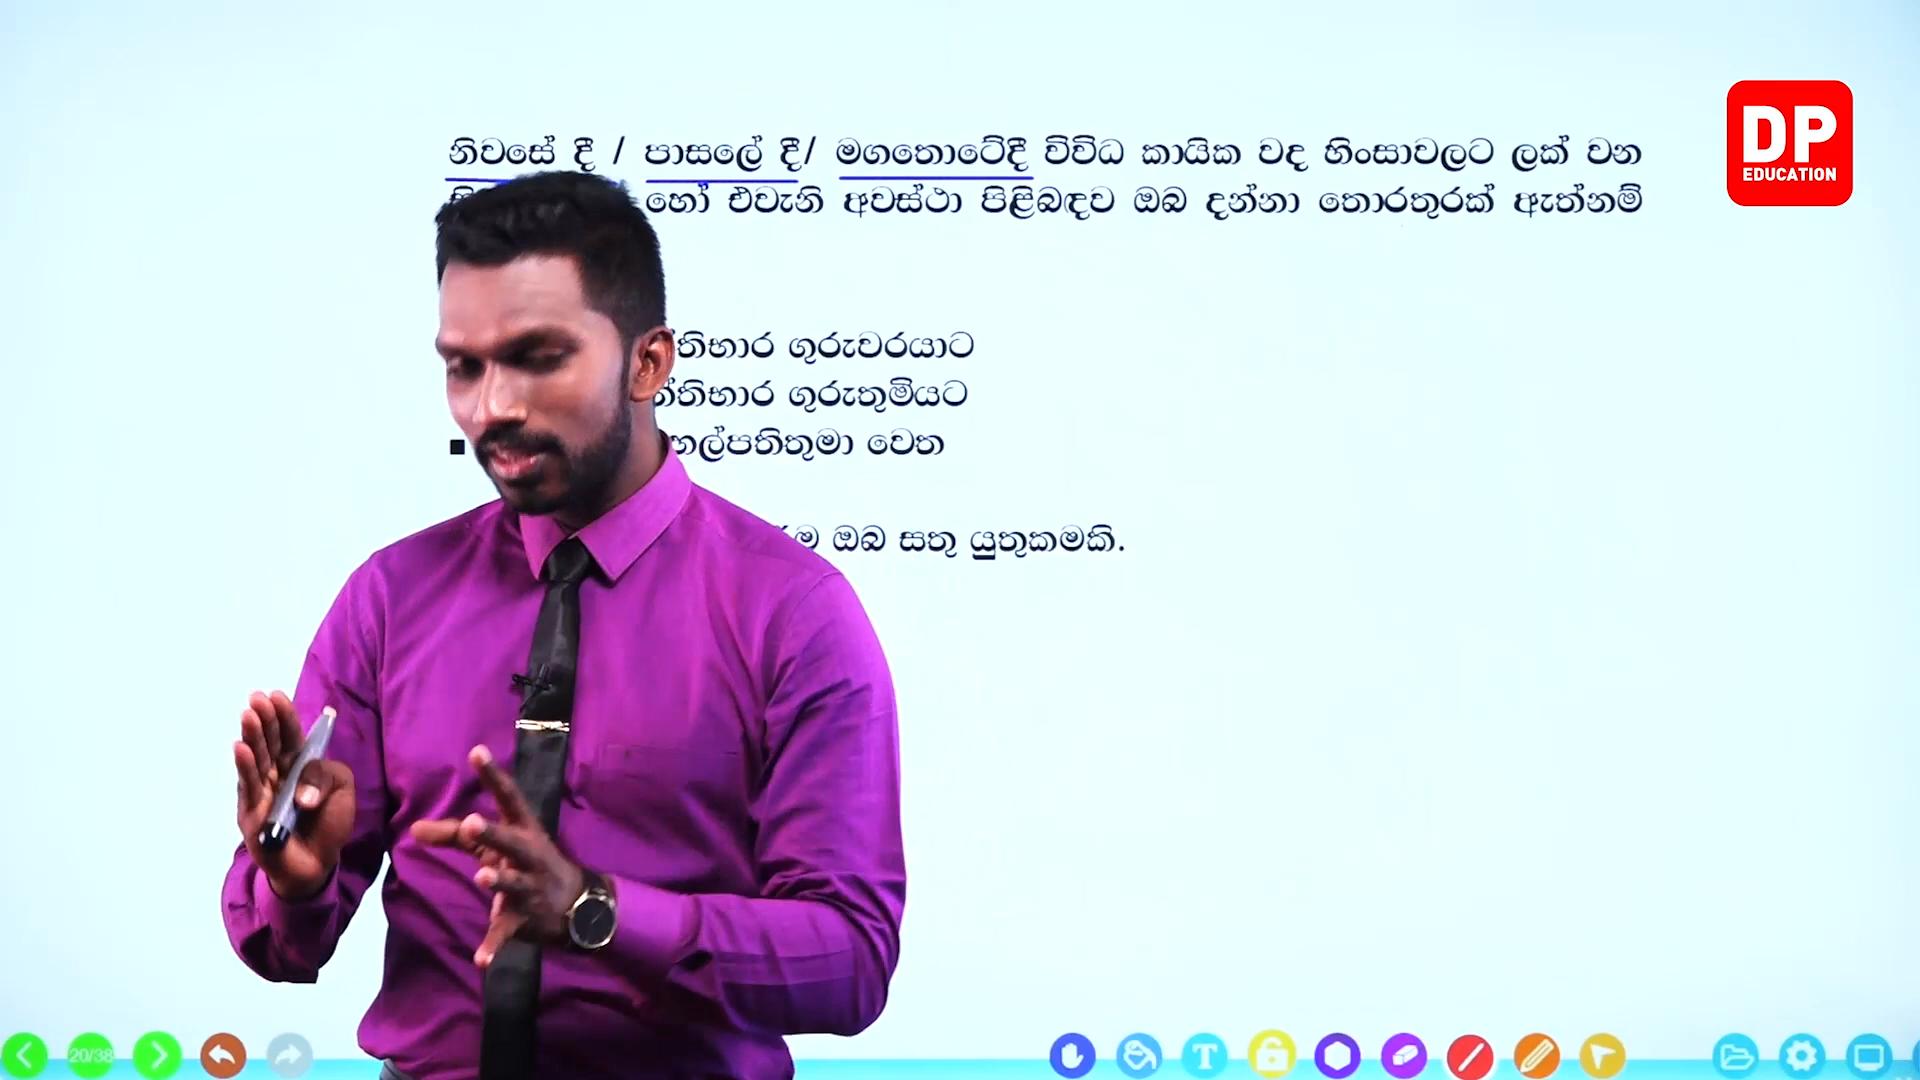 DP
EDUCATION
නිවසේ දී / පාසලේ දී/ මගතොටේදී විවිධ කායික වද හිංසාවලට ලක් වන
හෝ එවැනි අවස්ථා පිළිබඳව ඔබ දන්නා තොරතුරක් ඇත්නම්
ගුරුවරයාට
ගුරුතුමියට
වෙත
ඔබ සතු යුතුකමකි.
20/38
T